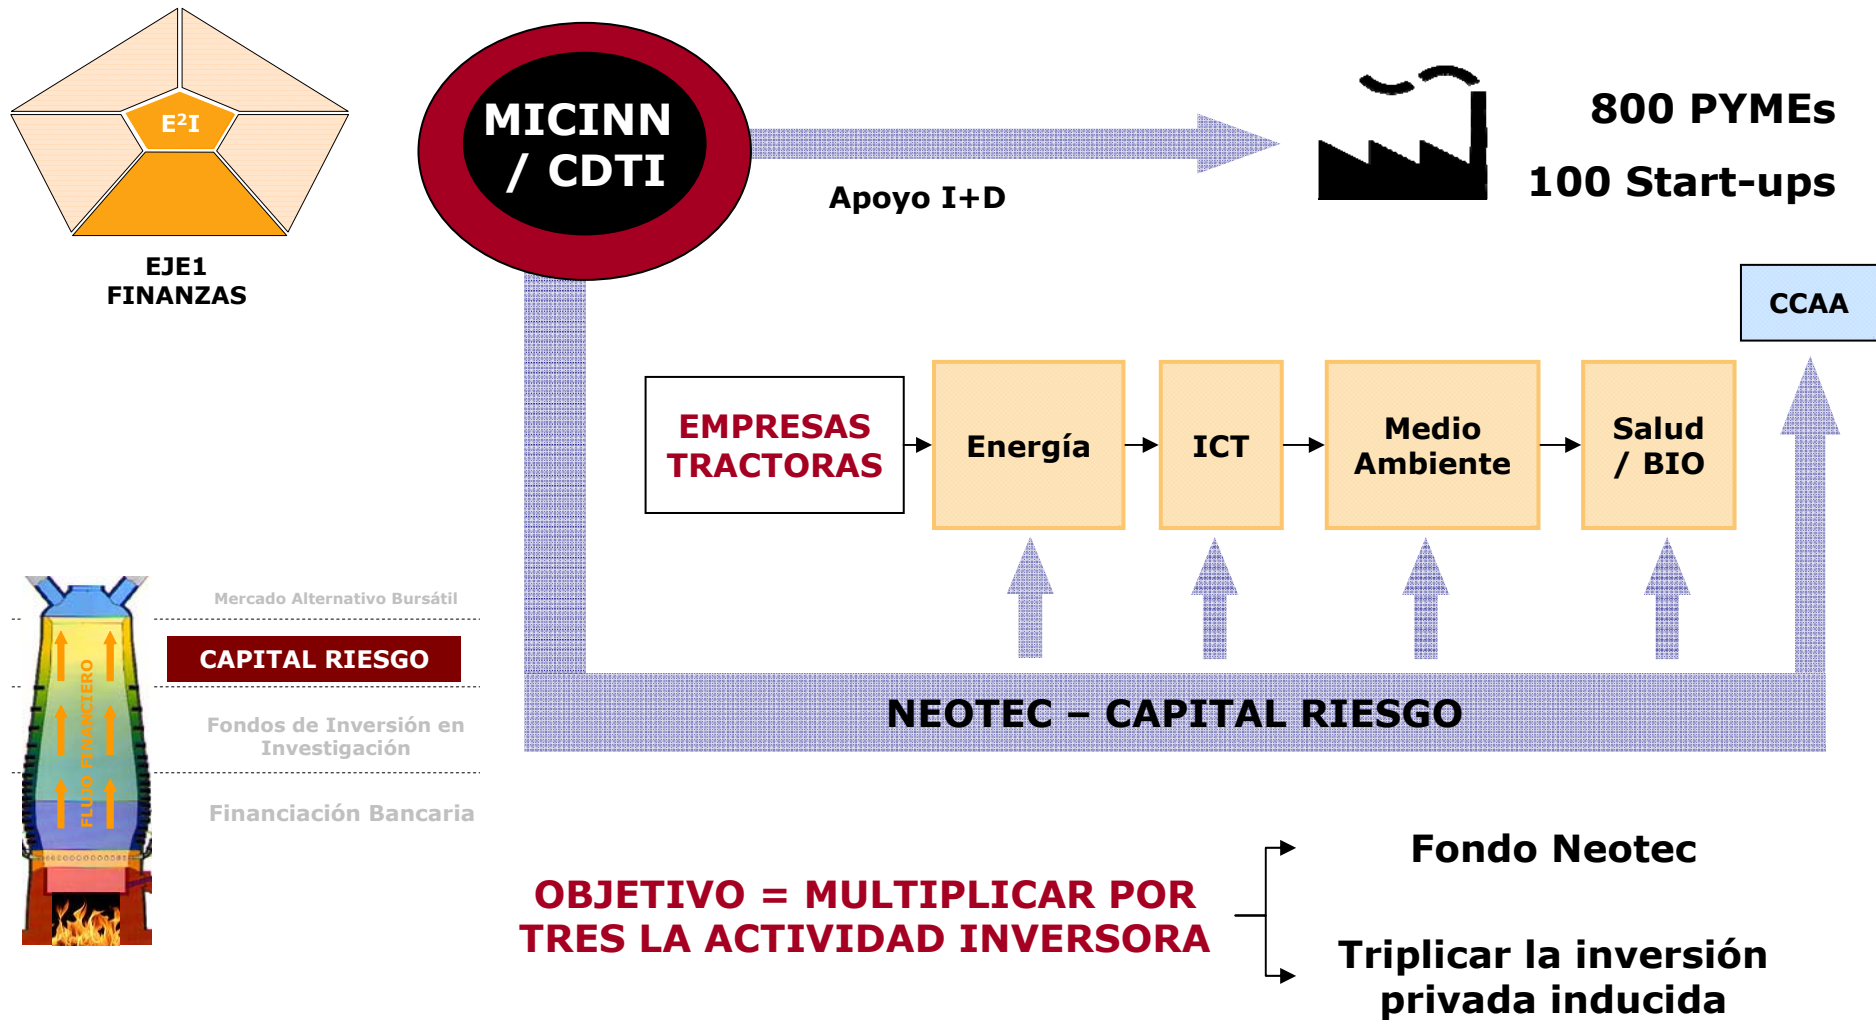 E²I
EJE1
FINANZAS
MICINN
/ CDTI
Apoyo I+D
800 PYMEs
100 Start-ups
CCAA
EMPRESAS
TRACTORAS
Energía
ICT
Medio
Ambiente
Salud
/ BIO
NEOTEC – CAPITAL RIESGO
Mercado Alternativo Bursátil
CAPITAL RIESGO
Fondos de Inversión en
Investigación
Financiación Bancaria
FLUJO FINANCIERO
OBJETIVO = MULTIPLICAR POR
TRES LA ACTIVIDAD INVERSORA
Fondo Neotec
Triplicar la inversión
privada inducida